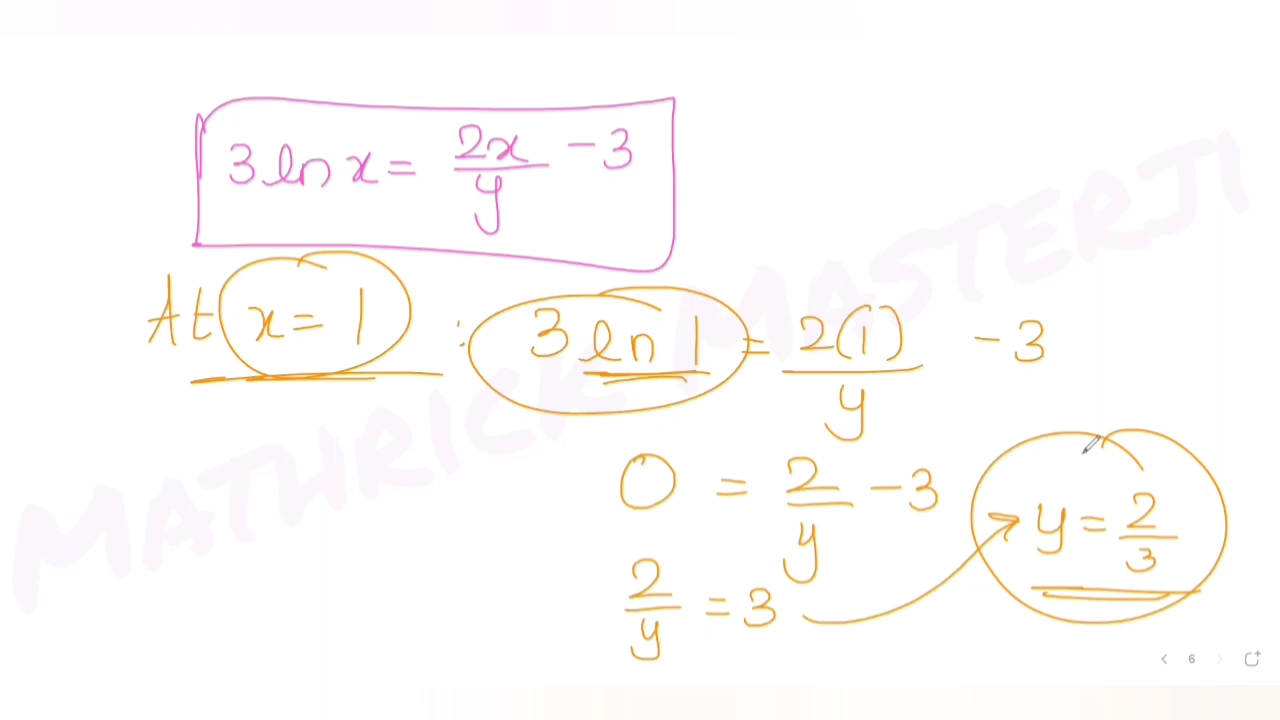 3 ln x = 2x/y - 3
At x = 1 : 3 ln 1 = 2(1)/y - 3
0 = 2/y - 3
2/y = 3
y = 2/3
MATHRICK MASTERJI
6